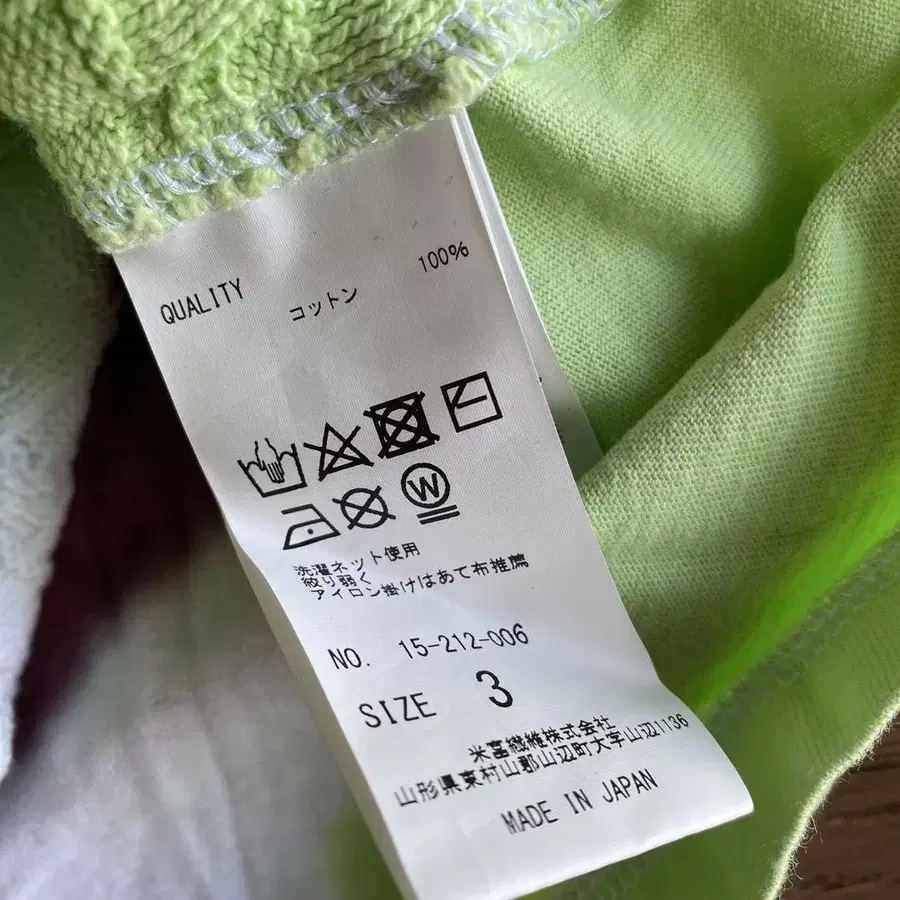 QUALITY
コットン 100%
W
洗濯ネット使用
絞り弱く
アイロン掛けはあて布推薦
NO. 15-212-006
SIZE 3
米富繊維株式会社
山形県東村山郡山辺町大字山辺1136
MADE IN JAPAN